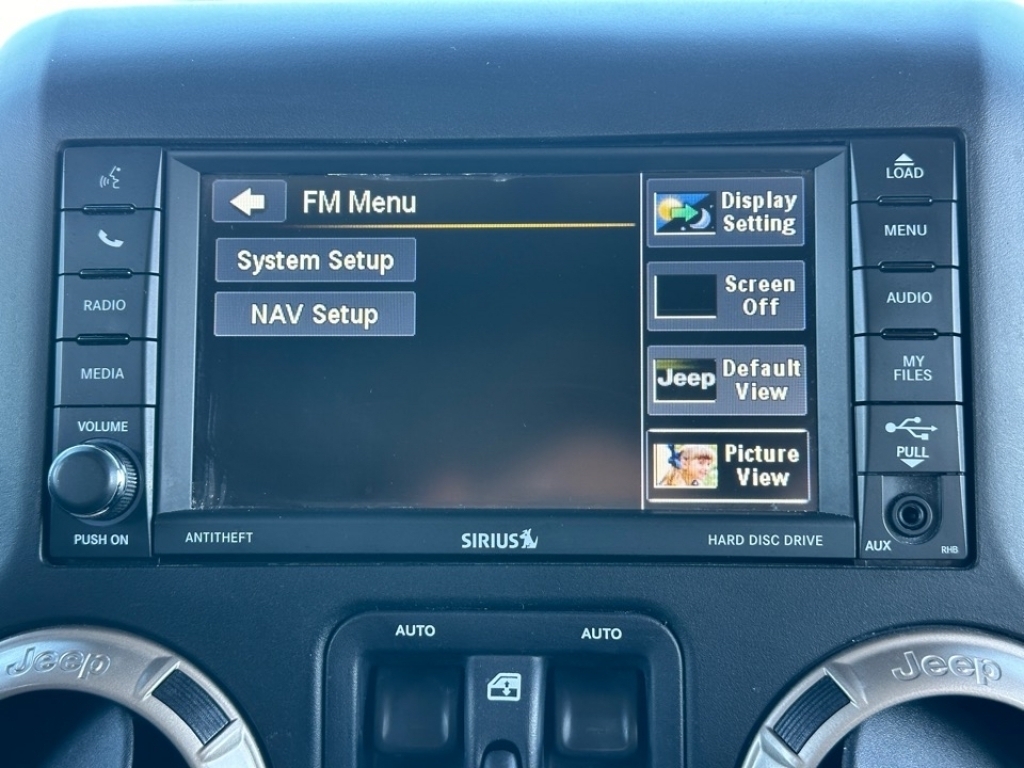 LOAD
MENU
AUDIO
MY
FILES
PULL
AUX
RHB
RADIO
MEDIA
VOLUME
PUSH ON
FM Menu
System Setup
NAV Setup
Display
Setting
Screen
Off
Jeep
Default
View
Picture
View
ANTITHEFT
SIRIUS
HARD DISC DRIVE
AUTO
AUTO
Jeep
Jeep